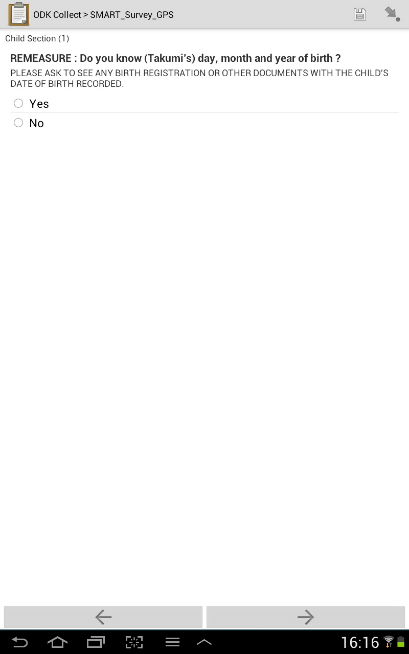 ODK Collect > SMART_Survey_GPS
Child Section (1)
REMEASURE : Do you know (Takumi's) day, month and year of birth ?
PLEASE ASK TO SEE ANY BIRTH REGISTRATION OR OTHER DOCUMENTS WITH THE CHILD'S
DATE OF BIRTH RECORDED.
Yes
No
16:16